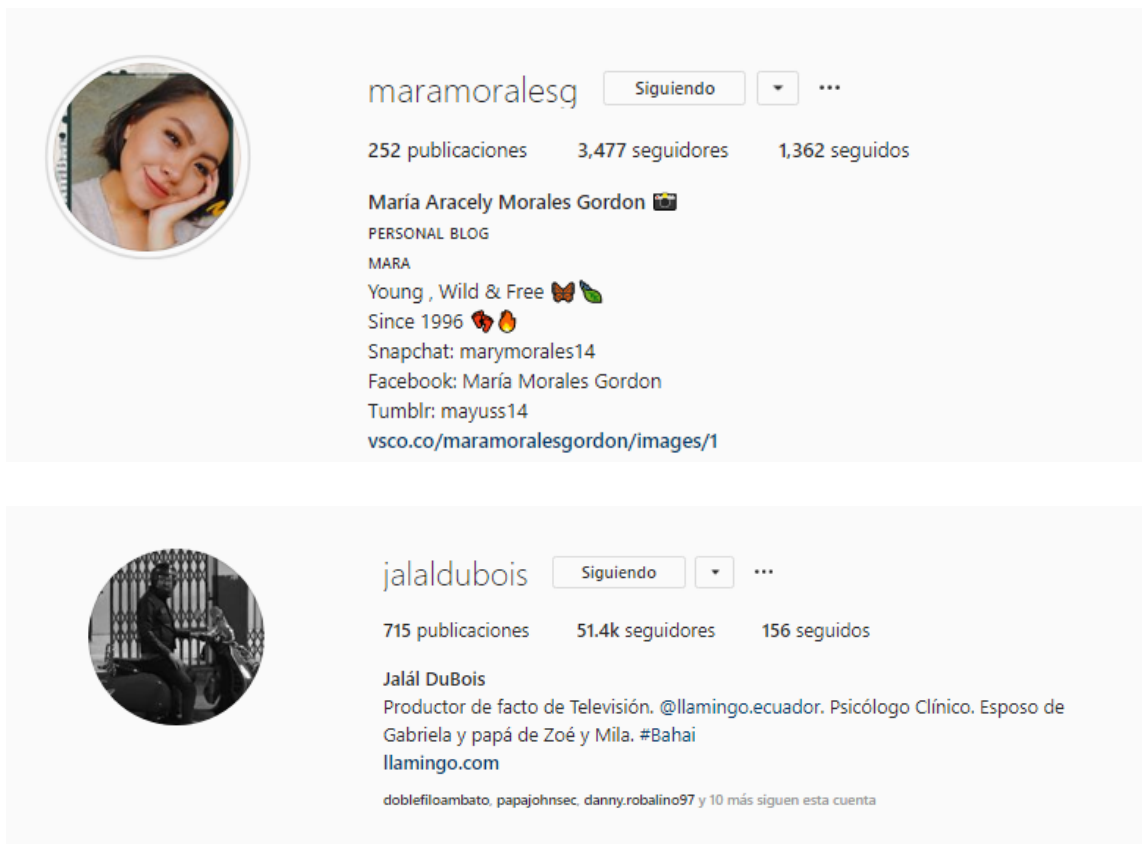 maramoralesg Siguiendo
252 publicaciones 3,477 seguidores 1,362 seguidos
María Aracely Morales Gordon 📸
PERSONAL BLOG
MARA
Young , Wild & Free 🦋🍃
Since 1996 👣🔥
Snapchat: marymorales14
Facebook: María Morales Gordon
Tumblr: mayuss14
vsco.co/maramoralesgordon/images/1
jalaldubois Siguiendo
715 publicaciones 51.4k seguidores 156 seguidos
Jalál DuBois
Productor de facto de Televisión. @llamingo.ecuador. Psicólogo Clínico. Esposo de
Gabriela y papá de Zoé y Mila. #Bahai
llamingo.com
doblefiloambato, papajohnsec, danny.robalino97 y 10 más siguen esta cuenta